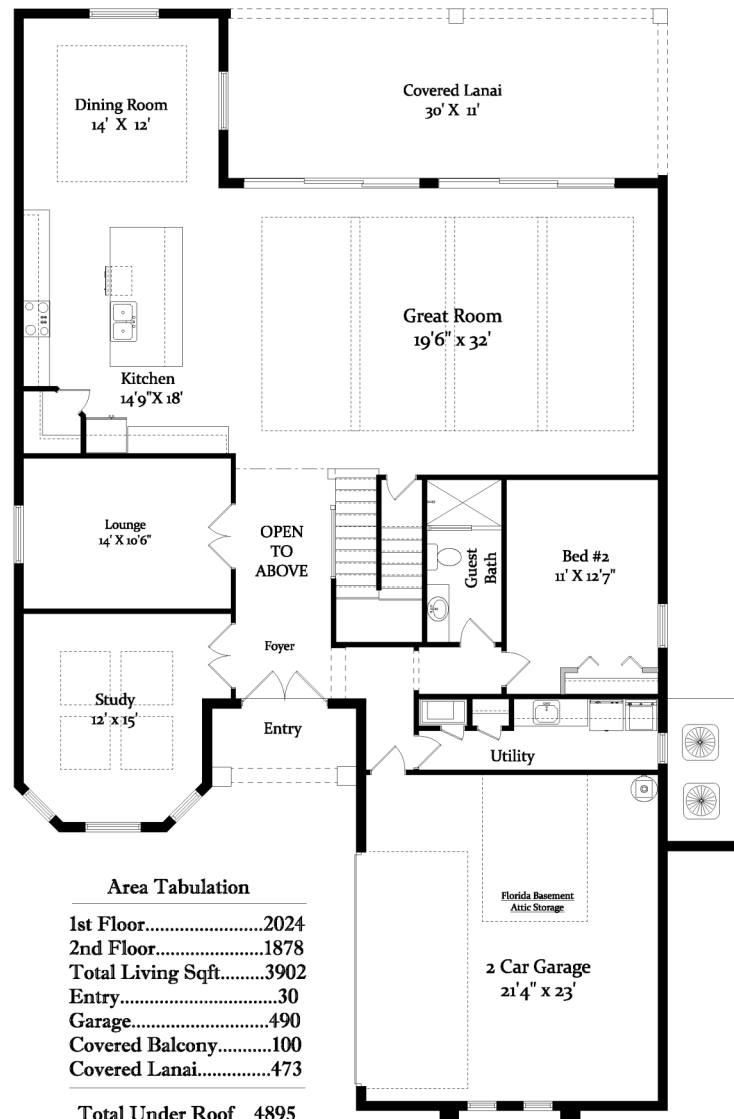 Dining Room
14' X 12'
Covered Lanai
30' X 11'
Great Room
19'6" x 32'
Kitchen
14'9"X 18'
Lounge
14' X 10'6"
OPEN
TO
ABOVE
Guest
Bath
Bed #2
11' X 12'7"
Foyer
Study
12' x 15'
Entry
Utility
Florida Basement
Attic Storage
2 Car Garage
21'4" x 23'
Area Tabulation
1st Floor......................2024
2nd Floor....................1878
Total Living Sqft........3902
Entry..............................30
Garage.........................490
Covered Balcony..........100
Covered Lanai.............473
Total Under Roof 4895